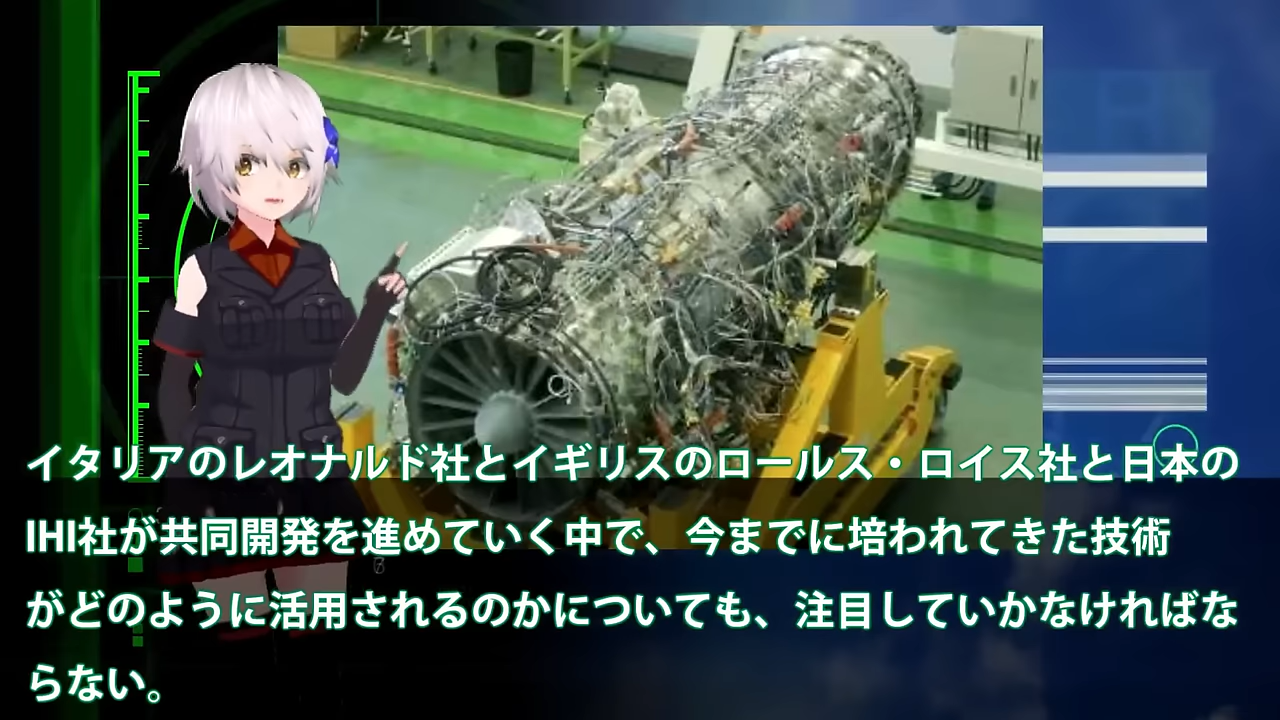 イタリアのレオナルド社とイギリスのロールス・ロイス社と日本の
IHI社が共同開発を進めていく中で、今までに培われてきた技術
がどのように活用されるのかについても、注目していかなければな
らない。